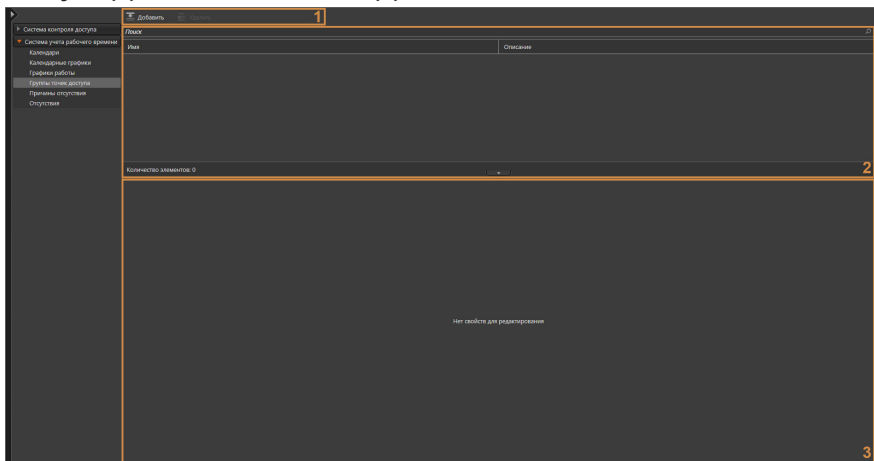 Добавить
Удалить
1
Система контроля доступа
Система учета рабочего времени
Календари
Календарные графики
Графики работы
Группы точек доступа
Причины отсутствия
Отсутствия
Поиск
Имя
Описание
Количество элементов: 0
2
Нет свойств для редактирования
3